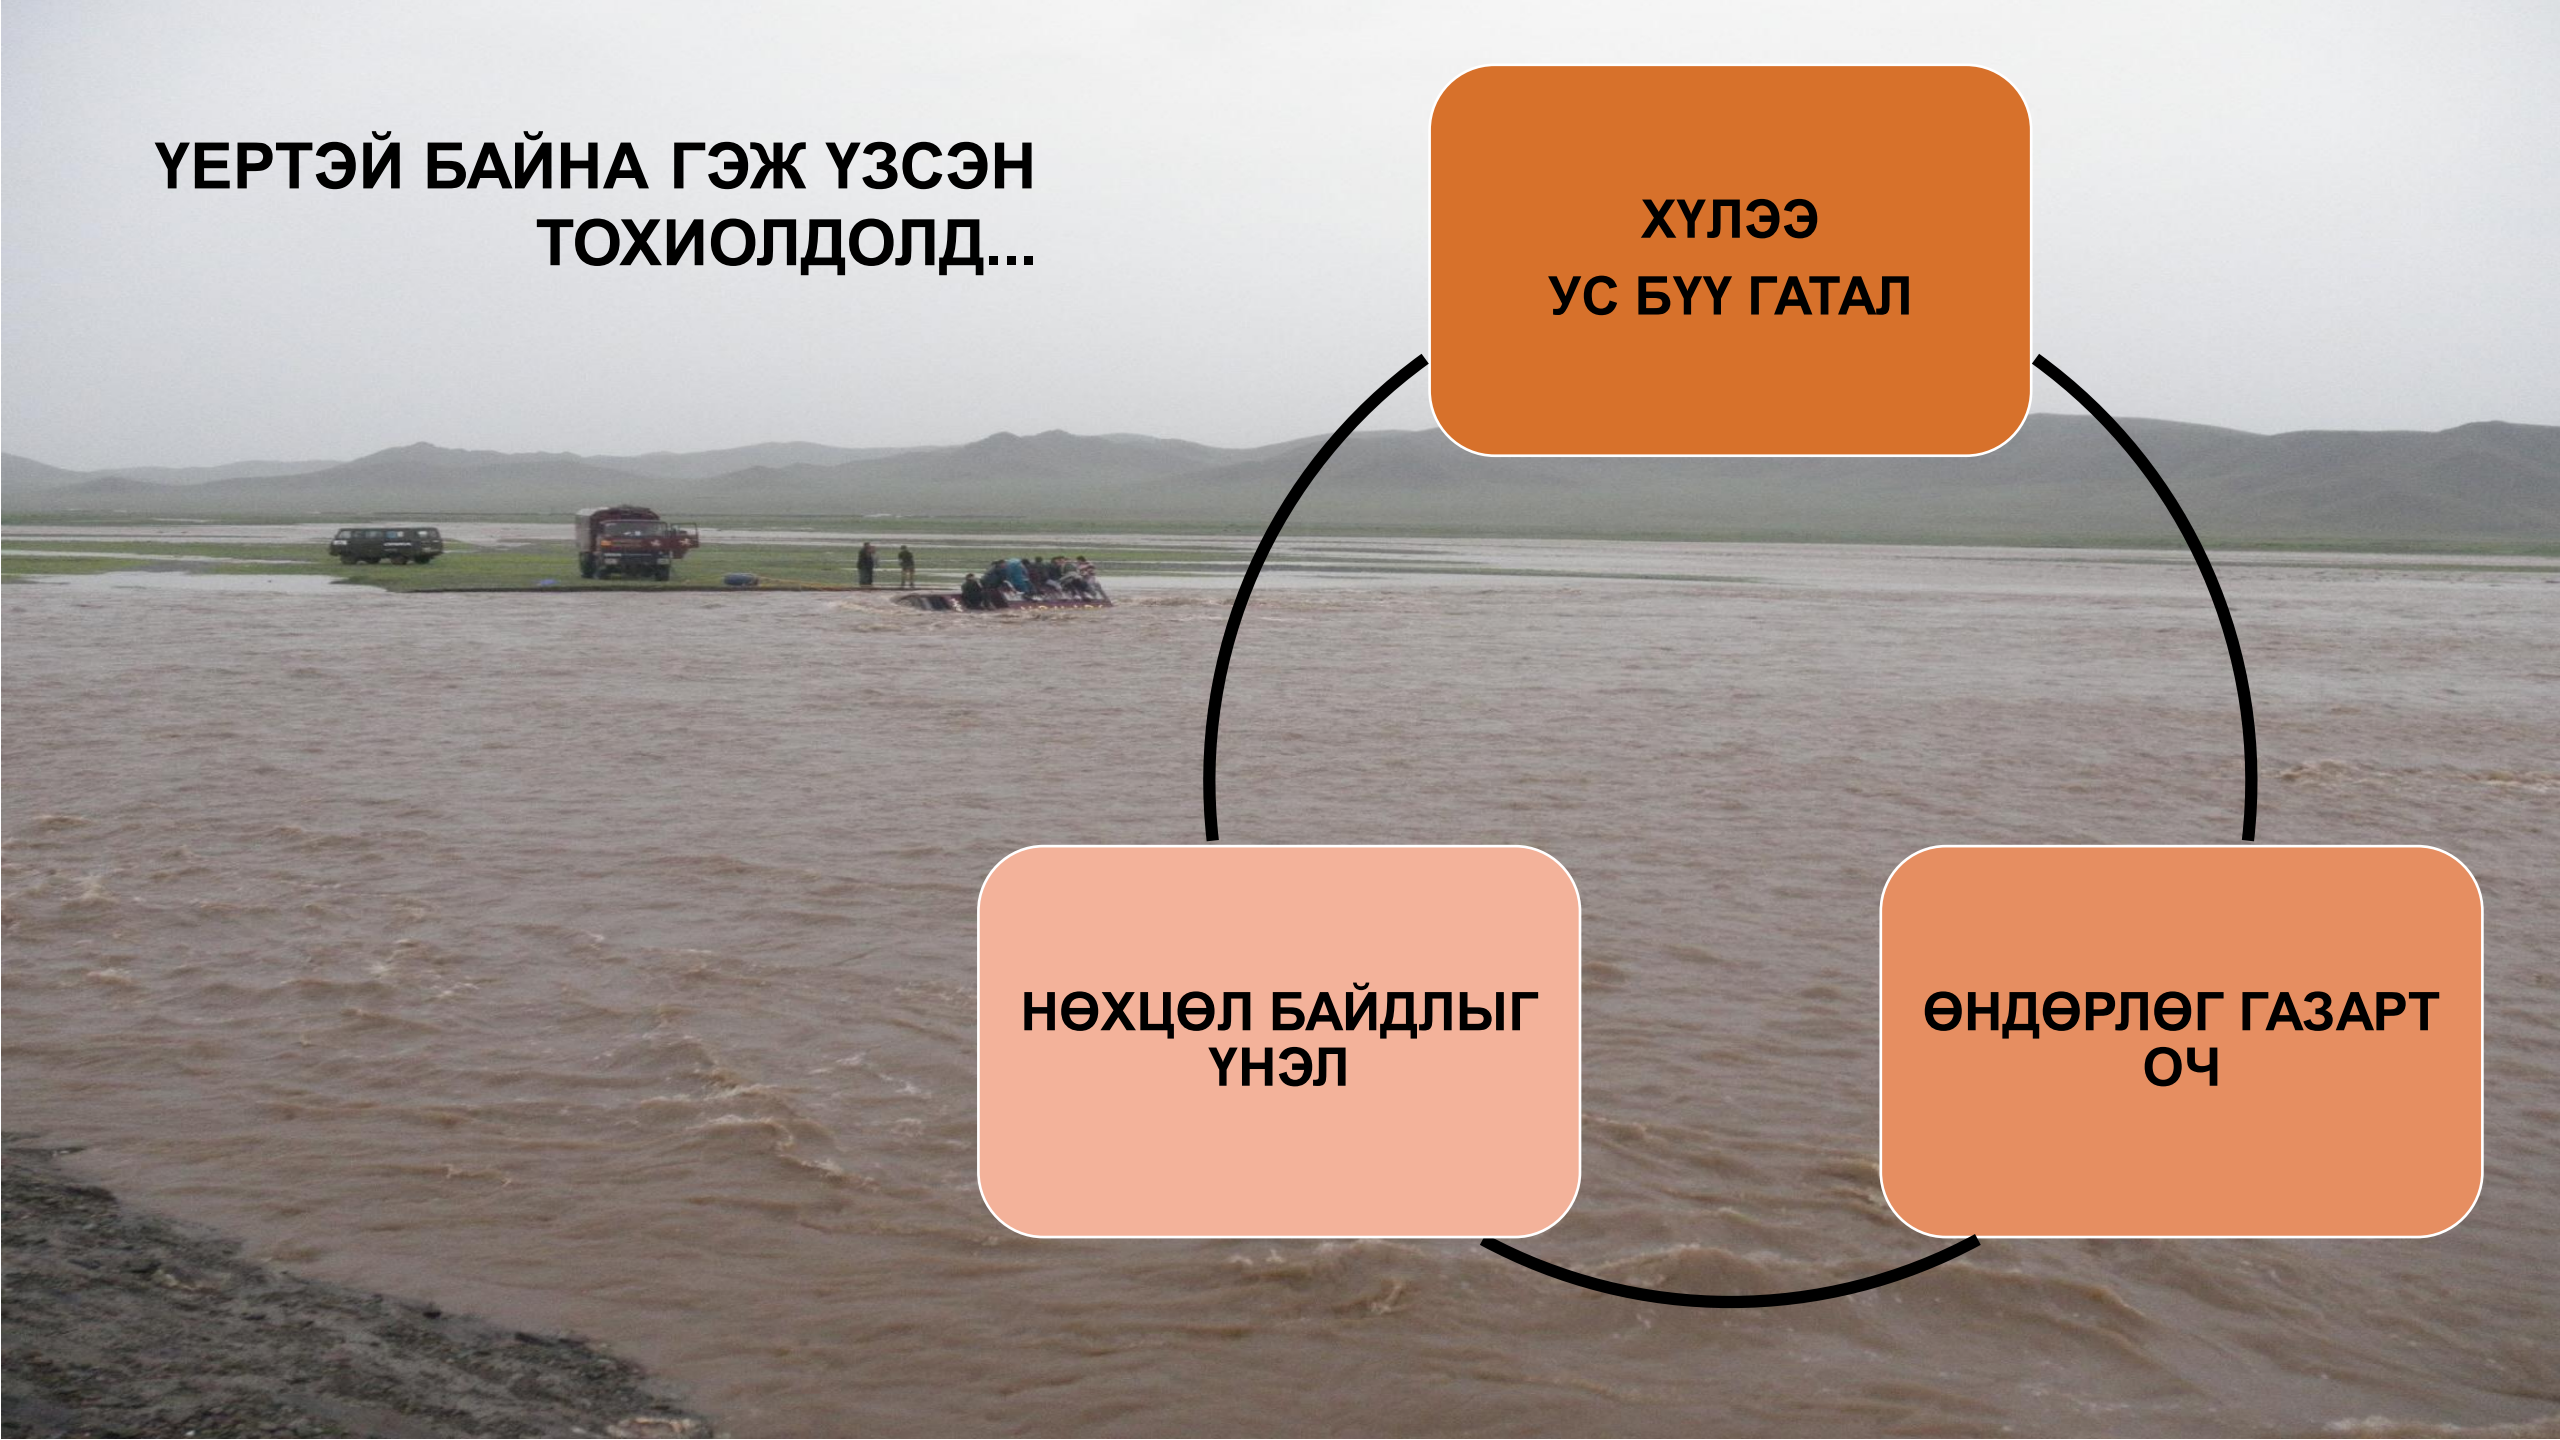 ҮЕРТЭЙ БАЙНА ГЭЖ ҮЗСЭН
ТОХИОЛДОЛД...
ХҮЛЭЭ
УС БҮҮ ГАТАЛ
НӨХЦӨЛ БАЙДЛЫГ
ҮНЭЛ
ӨНДӨРЛӨГ ГАЗАРТ
ОЧ